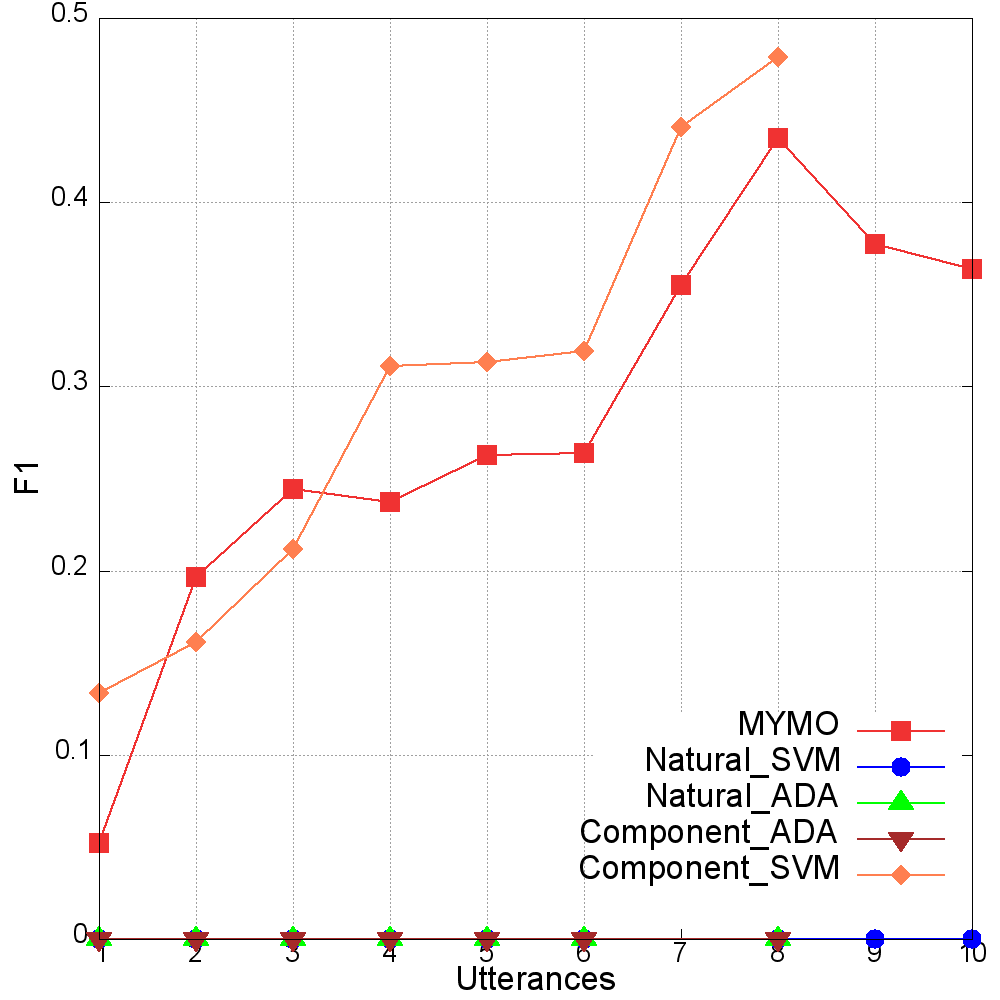 0.5
0.4
0.3
0.2
0.1
0
F1
MYMO
Natural_SVM
Natural_ADA
Component_ADA
Component_SVM
1 2 3 4 5 6 7 8 9 10
Utterances